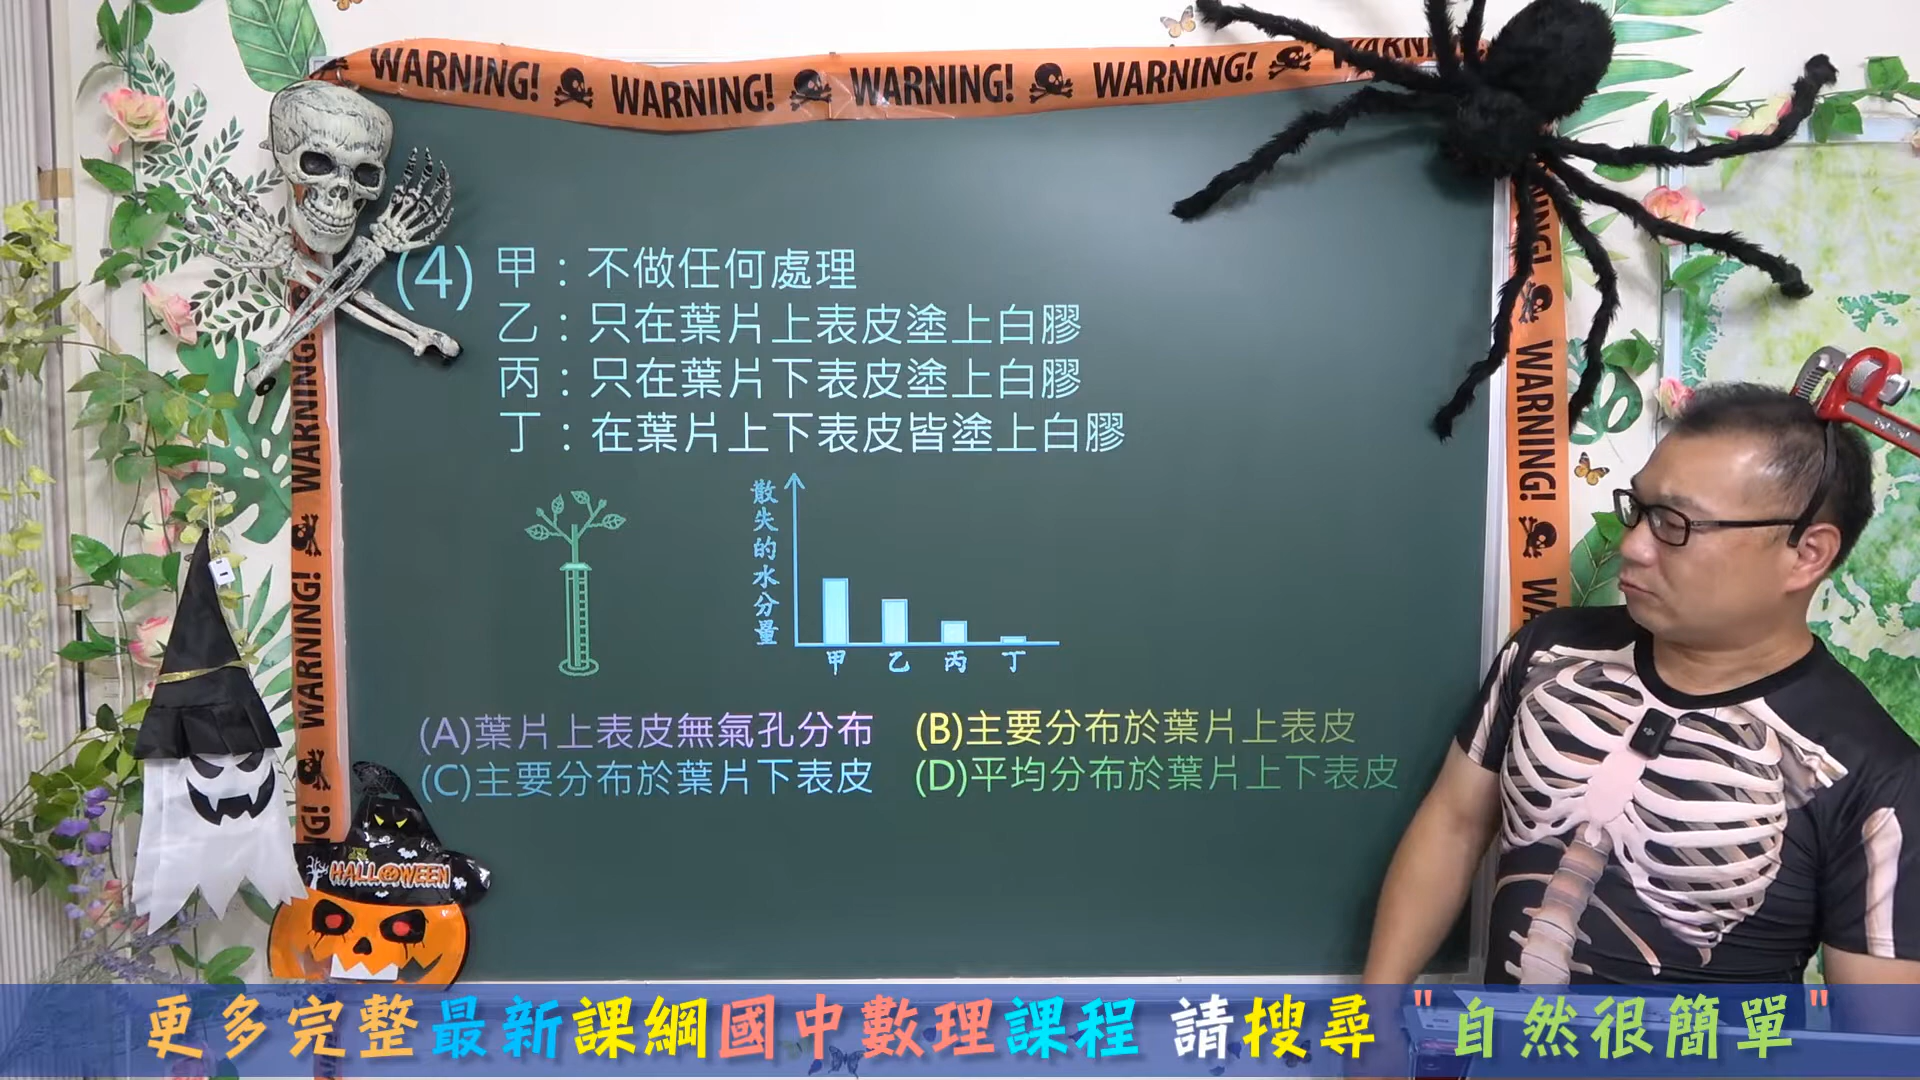 WARNING! WARNING! WARNING! WARNING! WARNING!
(4) 甲：不做任何處理
乙：只在葉片上表皮塗上白膠
丙：只在葉片下表皮塗上白膠
丁：在葉片上下表皮皆塗上白膠
散失的水分量
甲 乙 丙 丁
(A)葉片上表皮無氣孔分布 (B)主要分布於葉片上表皮
(C)主要分布於葉片下表皮 (D)平均分布於葉片上下表皮
WARNING!
WARNING!
WARNING!
HALLOWEEN
更多完整最新課綱國中數理課程 請搜尋 "自然很簡單"